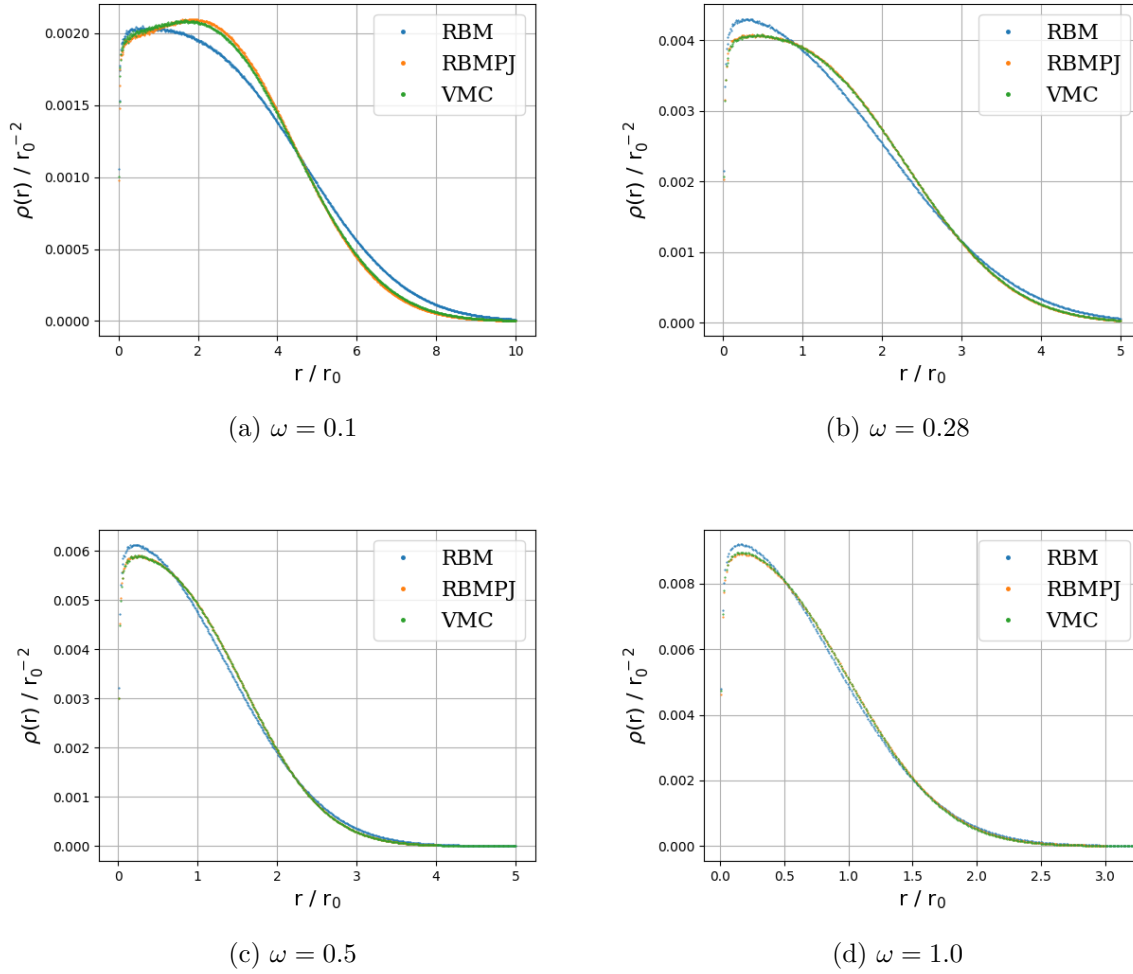 0.0020
0.0015
0.0010
0.0005
0.0000
ρ(r) / r₀⁻²
0 2 4 6 8 10
r / r₀
RBM
RBMPJ
VMC
(a) ω = 0.1
0.004
0.003
0.002
0.001
0.000
ρ(r) / r₀⁻²
0 1 2 3 4 5
r / r₀
RBM
RBMPJ
VMC
(b) ω = 0.28
0.006
0.005
0.004
0.003
0.002
0.001
0.000
ρ(r) / r₀⁻²
0 1 2 3 4 5
r / r₀
RBM
RBMPJ
VMC
(c) ω = 0.5
0.008
0.006
0.004
0.002
0.000
ρ(r) / r₀⁻²
0.0 0.5 1.0 1.5 2.0 2.5 3.0
r / r₀
RBM
RBMPJ
VMC
(d) ω = 1.0